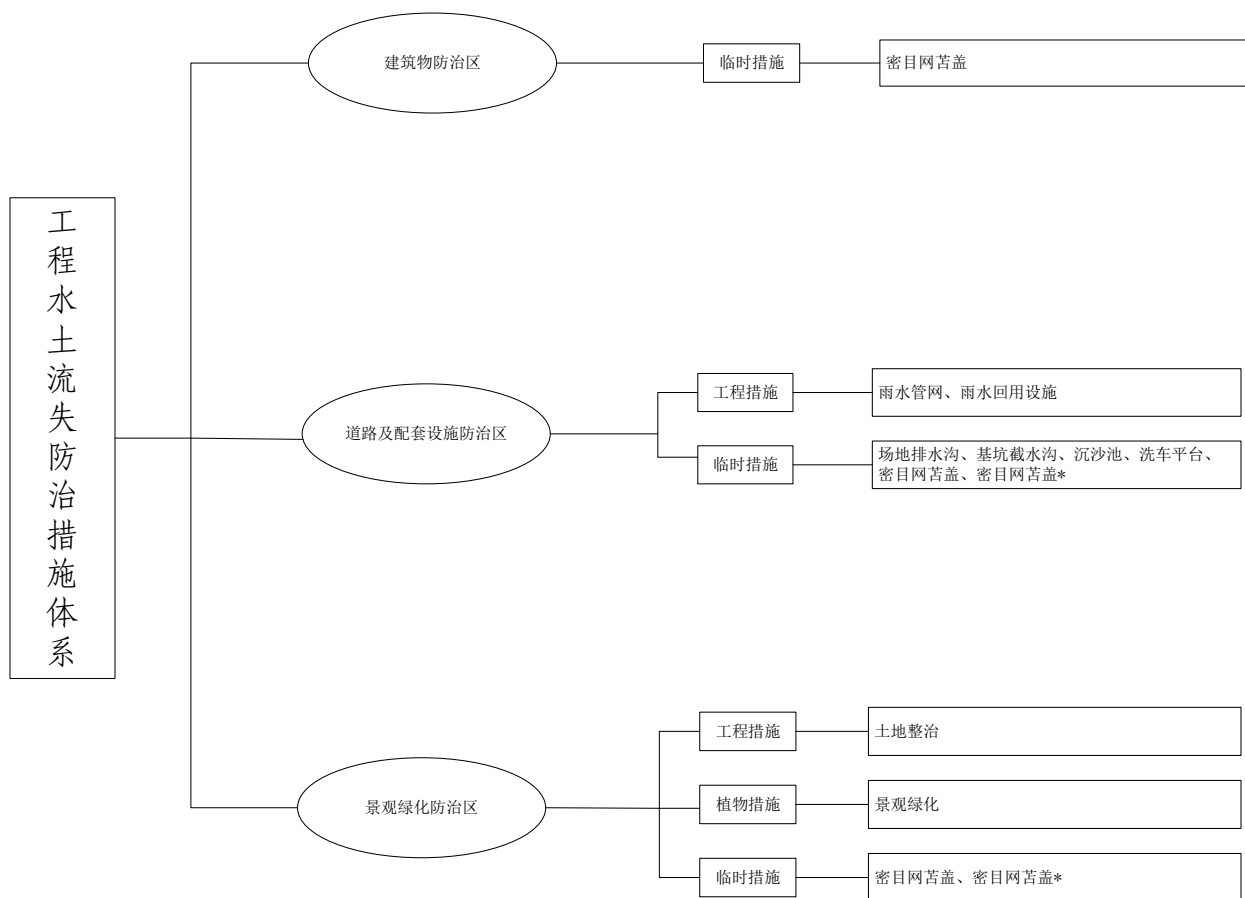 工程水土流失防治措施体系
建筑物防治区
临时措施
密目网苫盖
道路及配套设施防治区
工程措施
雨水管网、雨水回用设施
临时措施
场地排水沟、基坑截水沟、沉沙池、洗车平台、
密目网苫盖、密目网苫盖*
景观绿化防治区
工程措施
土地整治
植物措施
景观绿化
临时措施
密目网苫盖、密目网苫盖*